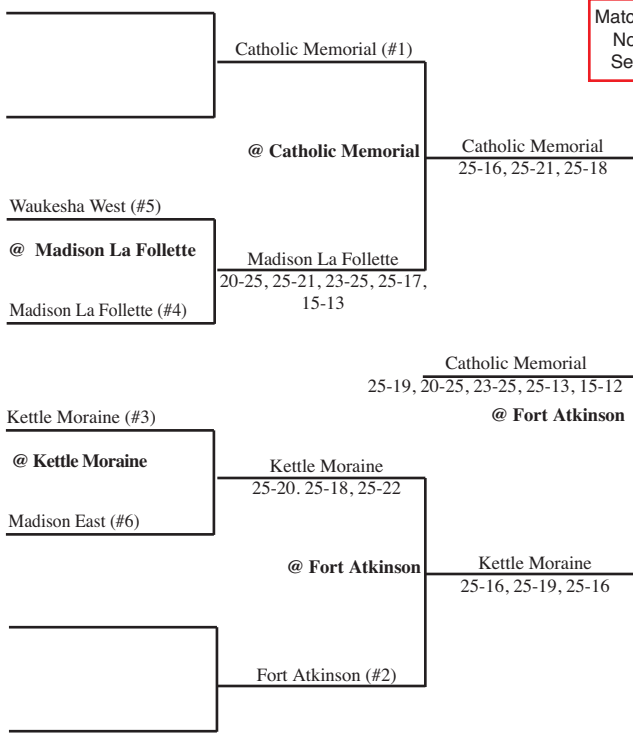 Catholic Memorial (#1)
@ Catholic Memorial
Catholic Memorial
25-16, 25-21, 25-18
Waukesha West (#5)
@ Madison La Follette
Madison La Follette (#4)
Madison La Follette
20-25, 25-21, 23-25, 25-17,
15-13
Catholic Memorial
25-19, 20-25, 23-25, 25-13, 15-12
@ Fort Atkinson
Kettle Moraine (#3)
@ Kettle Moraine
Madison East (#6)
Kettle Moraine
25-20. 25-18, 25-22
@ Fort Atkinson
Kettle Moraine
25-16, 25-19, 25-16
Fort Atkinson (#2)